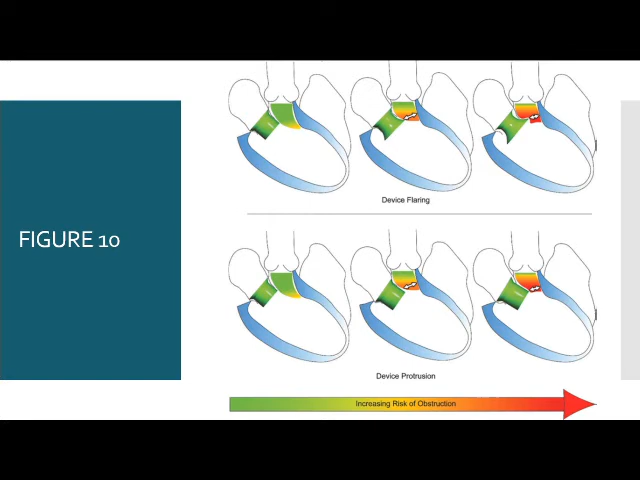 FIGURE 10
Device Flaring
Device Protrusion
Increasing Risk of Obstruction